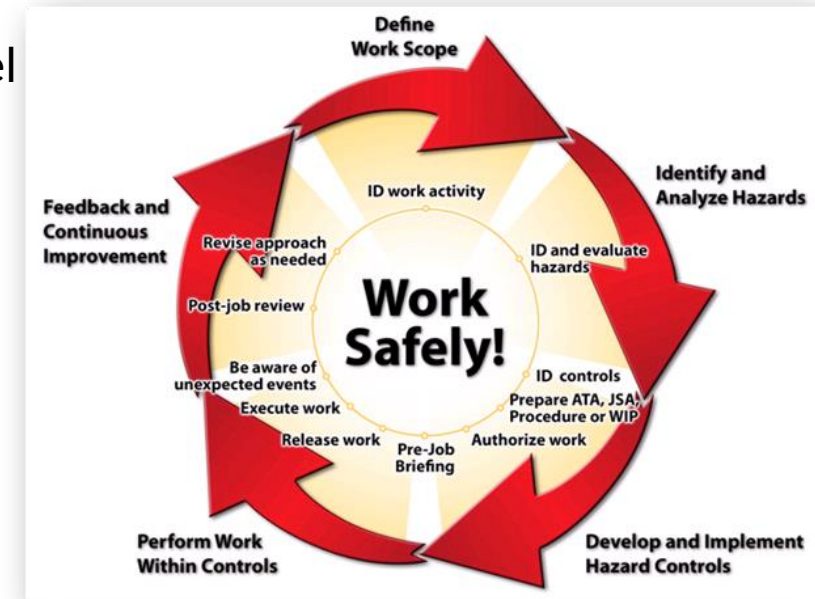 el
Define
Work Scope
Identify and
Analyze Hazards
Develop and Implement
Hazard Controls
Perform Work
Within Controls
Feedback and
Continuous
Improvement
ID work activity
ID and evaluate
hazards
ID controls
Prepare ATA, JSA,
Procedure or WIP
Authorize work
Pre-Job
Briefing
Release work
Execute work
Be aware of
unexpected events
Post-job review
Revise approach
as needed
Work
Safely!